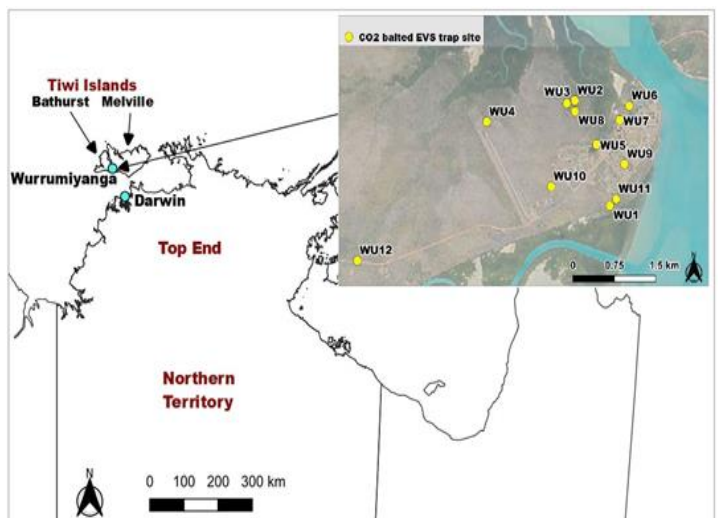 CO2 baited EVS trap site
Tiwi Islands
Bathurst Melville
Wurrumiyanga
Darwin
Top End
Northern
Territory
N
0 100 200 300 km
WU3 WU2
WU6
WU4
WU8
WU7
WU5
WU9
WU10
WU11
WU1
WU12
0 0.75 1.5 km